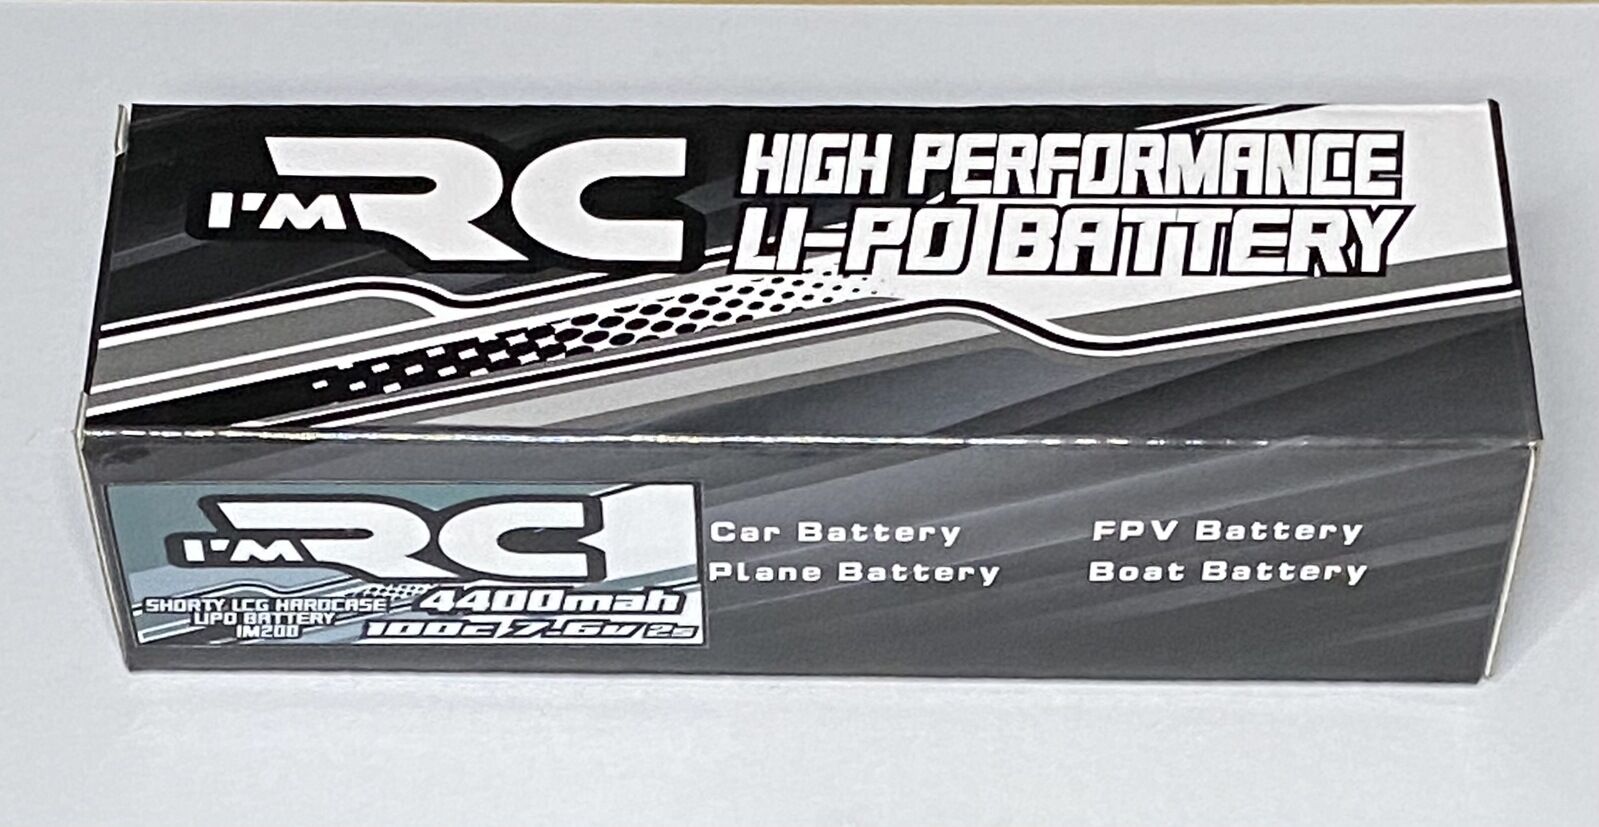 I'M RC
HIGH PERFORMANCE
LI-PO BATTERY
I'M RC
SHORTY LCG HARDCASE
LIPO BATTERY
IM200
4400mah
100c 7.6v 2s
Car Battery
FPV Battery
Plane Battery
Boat Battery